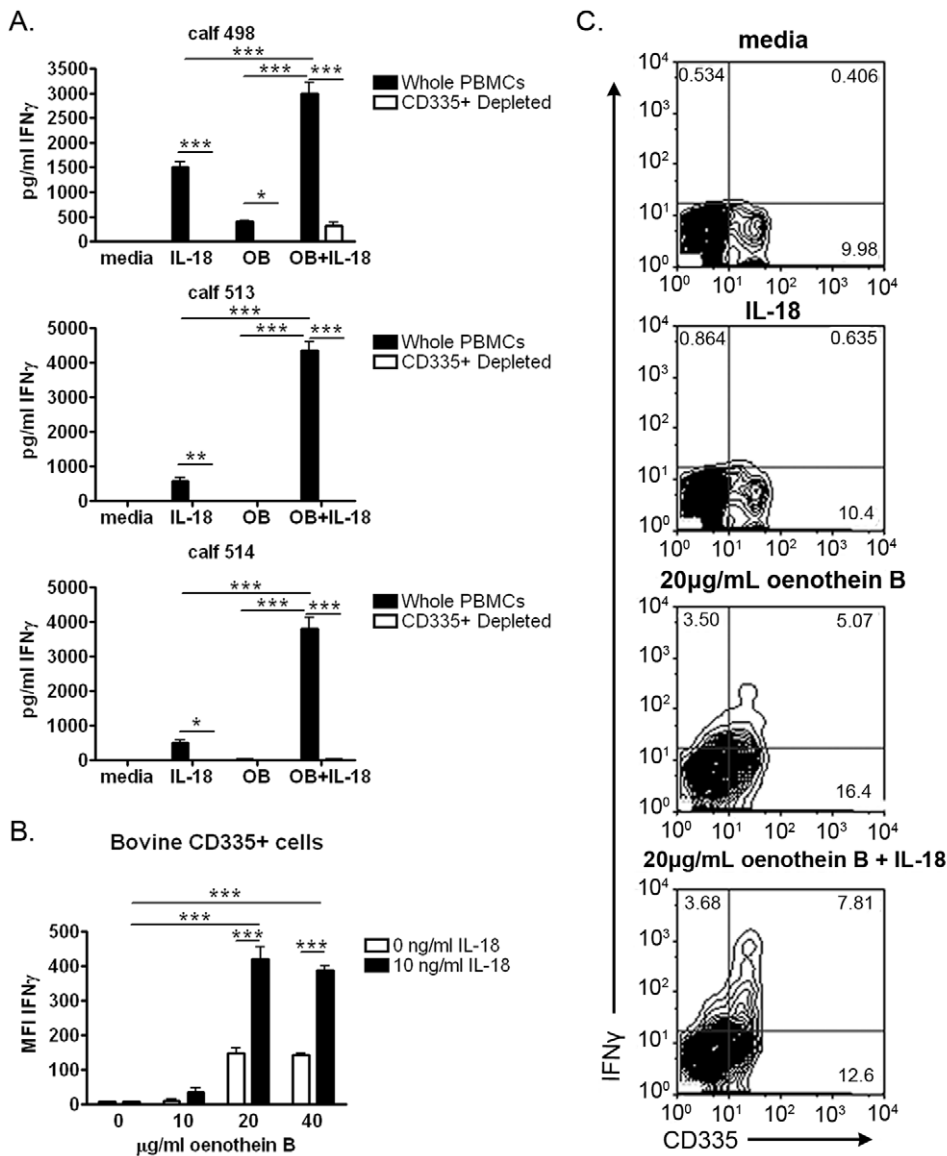 A.
calf 498
***
***
***
***
*
3500
3000
2500
2000
1500
1000
500
0
pg/ml IFNγ
media IL-18 OB OB+IL-18
Whole PBMCs
CD335+ Depleted
calf 513
***
***
***
**
5000
4000
3000
2000
1000
0
pg/ml IFNγ
media IL-18 OB OB+IL-18
Whole PBMCs
CD335+ Depleted
calf 514
***
***
***
*
5000
4000
3000
2000
1000
0
pg/ml IFNγ
media IL-18 OB OB+IL-18
Whole PBMCs
CD335+ Depleted
B.
Bovine CD335+ cells
***
***
***
***
500
400
300
200
100
0
MFI IFNγ
0 10 20 40
µg/ml oenothein B
0 ng/ml IL-18
10 ng/ml IL-18
C.
media
10⁴
10³
10²
10¹
10⁰
0.534 0.406
9.98
10⁰ 10¹ 10² 10³ 10⁴
IL-18
10⁴
10³
10²
10¹
10⁰
0.864 0.635
10.4
10⁰ 10¹ 10² 10³ 10⁴
20µg/mL oenothein B
10⁴
10³
10²
10¹
10⁰
3.50 5.07
16.4
10⁰ 10¹ 10² 10³ 10⁴
20µg/mL oenothein B + IL-18
10⁴
10³
10²
10¹
10⁰
3.68 7.81
12.6
10⁰ 10¹ 10² 10³ 10⁴
IFNγ
CD335